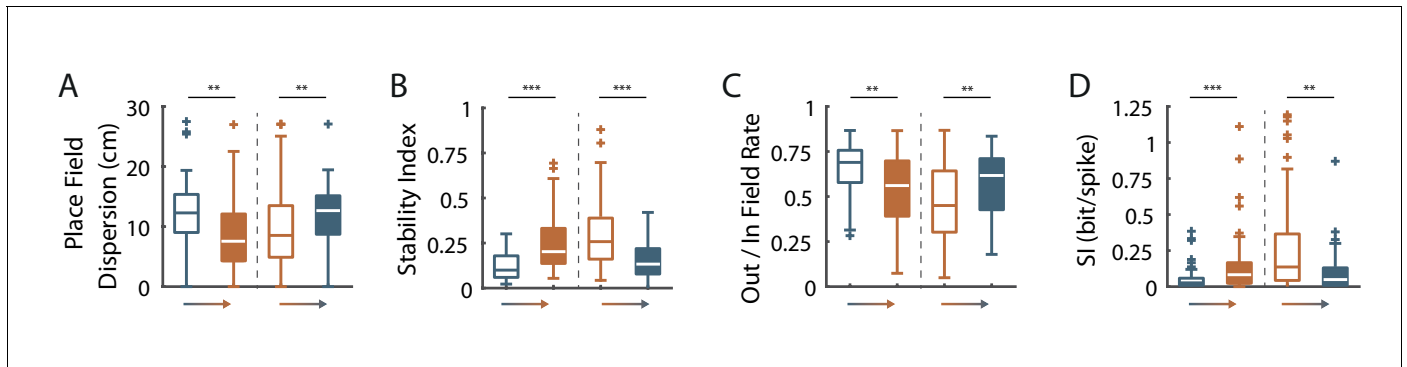 A
** **
30
20
10
0
Place Field
Dispersion (cm)
B
*** ***
1
0.75
0.5
0.25
0
Stability Index
C
** **
1
0.75
0.5
0.25
0
Out / In Field Rate
D
*** **
1.25
1
0.75
0.5
0.25
0
SI (bit/spike)